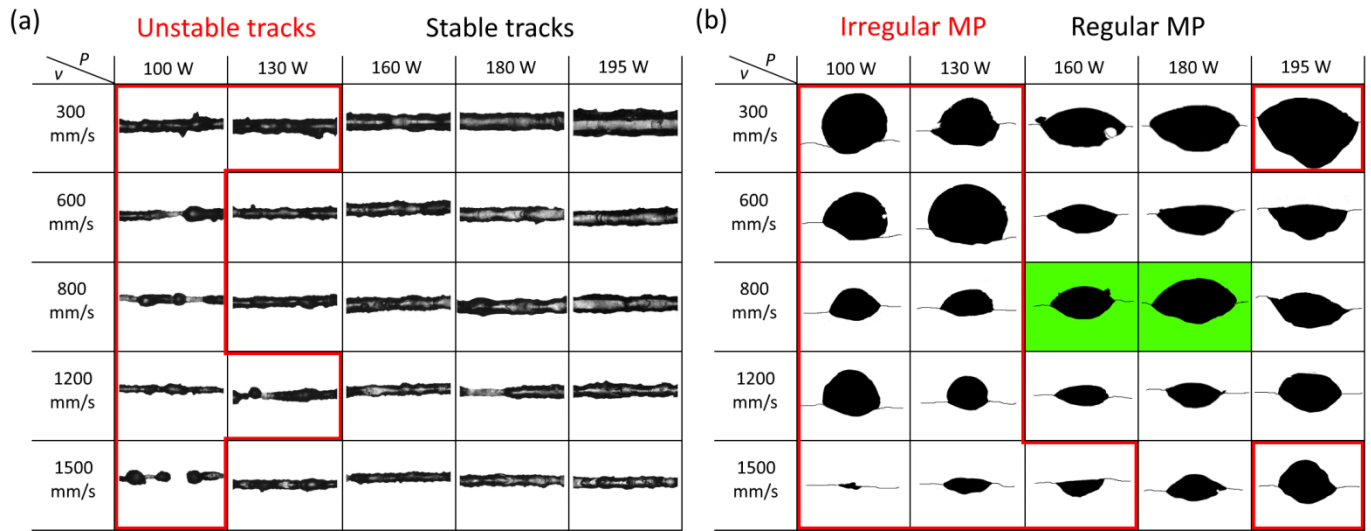 (a)
Unstable tracks Stable tracks
P
v
100 W 130 W 160 W 180 W 195 W
300
mm/s
600
mm/s
800
mm/s
1200
mm/s
1500
mm/s
(b)
Irregular MP Regular MP
P
v
100 W 130 W 160 W 180 W 195 W
300
mm/s
600
mm/s
800
mm/s
1200
mm/s
1500
mm/s